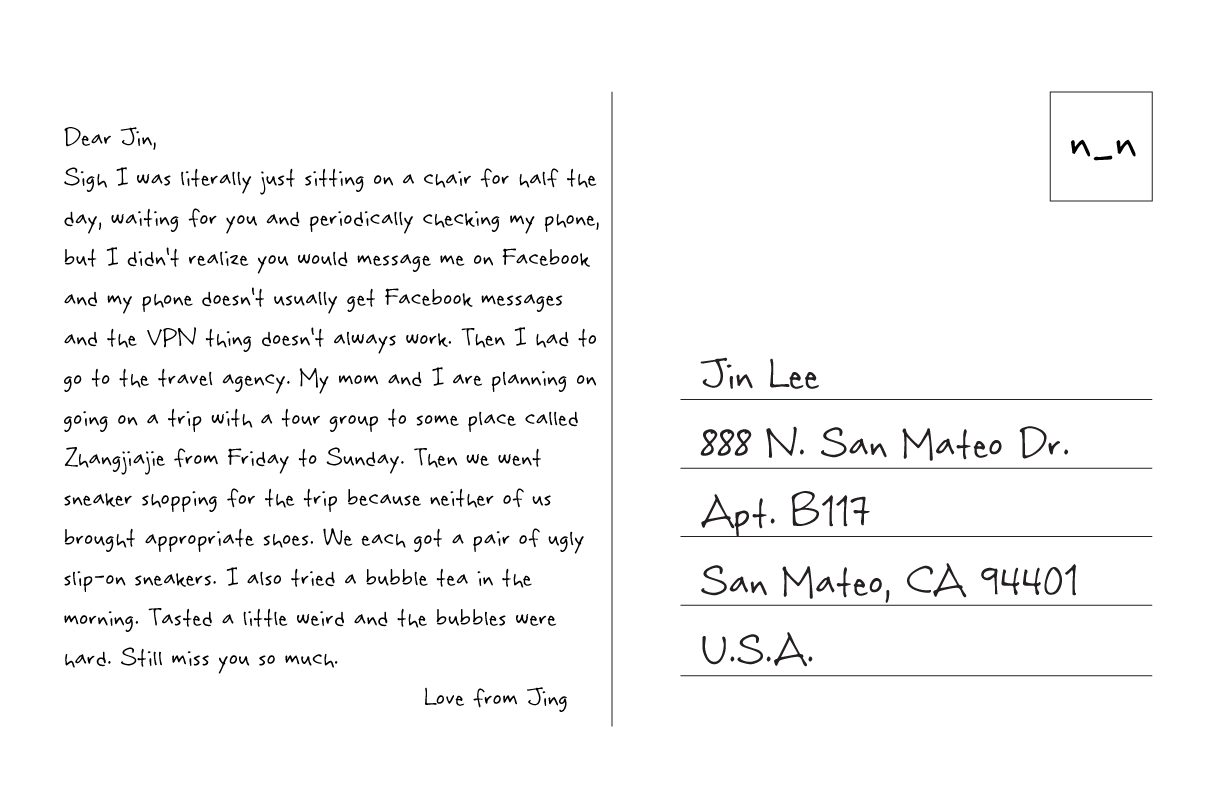 Dear Jin,
Sigh I was literally just sitting on a chair for half the
day, waiting for you and periodically checking my phone,
but I didn't realize you would message me on Facebook
and my phone doesn't usually get Facebook messages
and the VPN thing doesn't always work. Then I had to
go to the travel agency. My mom and I are planning on
going on a trip with a tour group to some place called
Zhangjiajie from Friday to Sunday. Then we went
sneaker shopping for the trip because neither of us
brought appropriate shoes. We each got a pair of ugly
slip-on sneakers. I also tried a bubble tea in the
morning. Tasted a little weird and the bubbles were
hard. Still miss you so much.
Love from Jing
n_n
Jin Lee
888 N. San Mateo Dr.
Apt. B117
San Mateo, CA 94401
U.S.A.